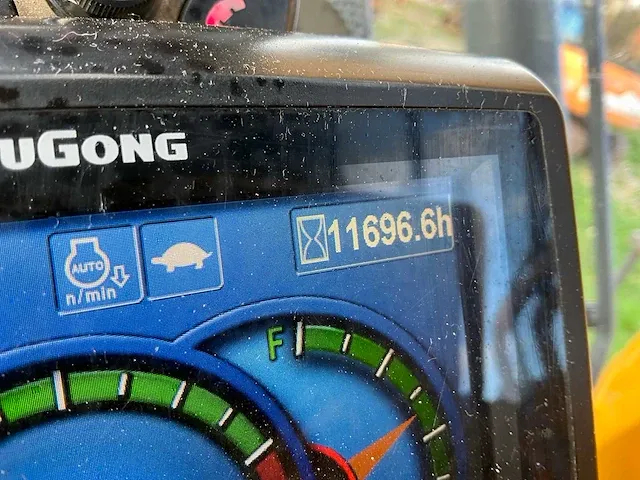 UGONG
11696.6h
AUTO
n/min
F